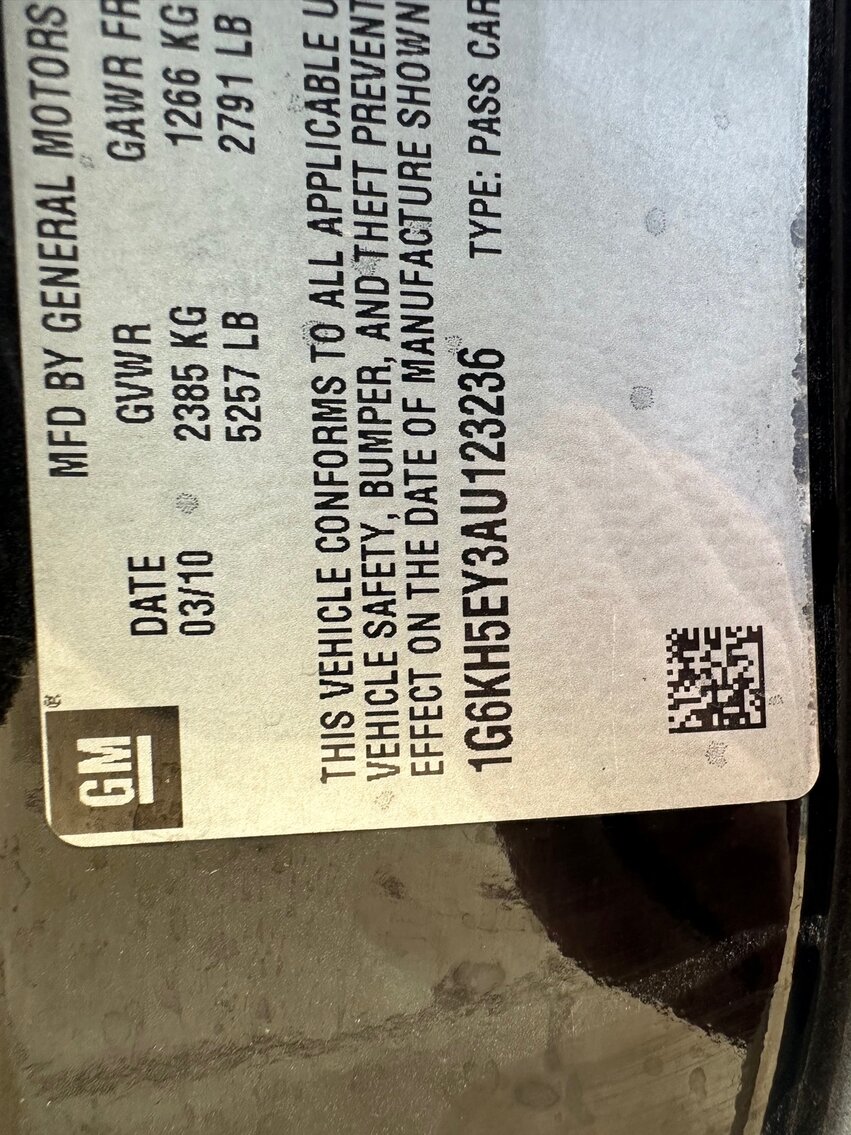 GM
MFD BY GENERAL MOTORS
DATE GVWR GAWR FR
03/10 2385 KG 1266 KG
5257 LB 2791 LB
THIS VEHICLE CONFORMS TO ALL APPLICABLE U
VEHICLE SAFETY, BUMPER, AND THEFT PREVENT
EFFECT ON THE DATE OF MANUFACTURE SHOWN
1G6KH5EY3AU123236 TYPE: PASS CAR